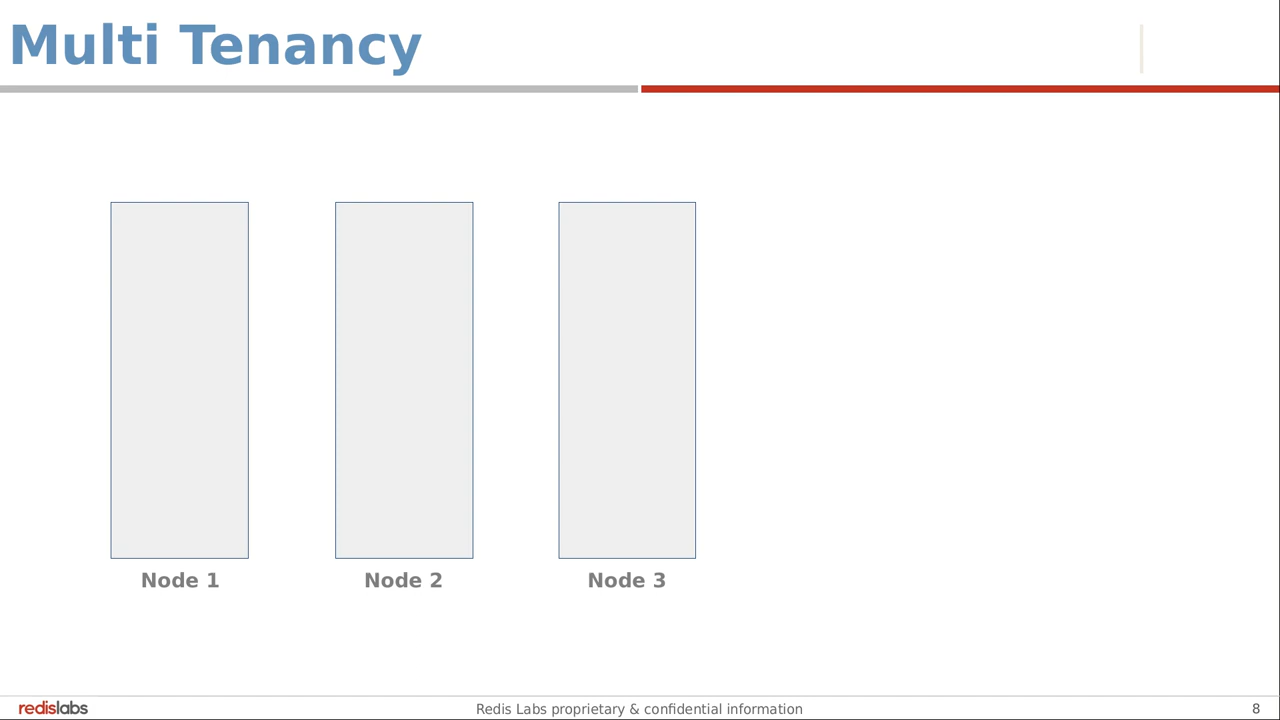 Multi Tenancy
Node 1
Node 2
Node 3
redislabs
Redis Labs proprietary & confidential information
8